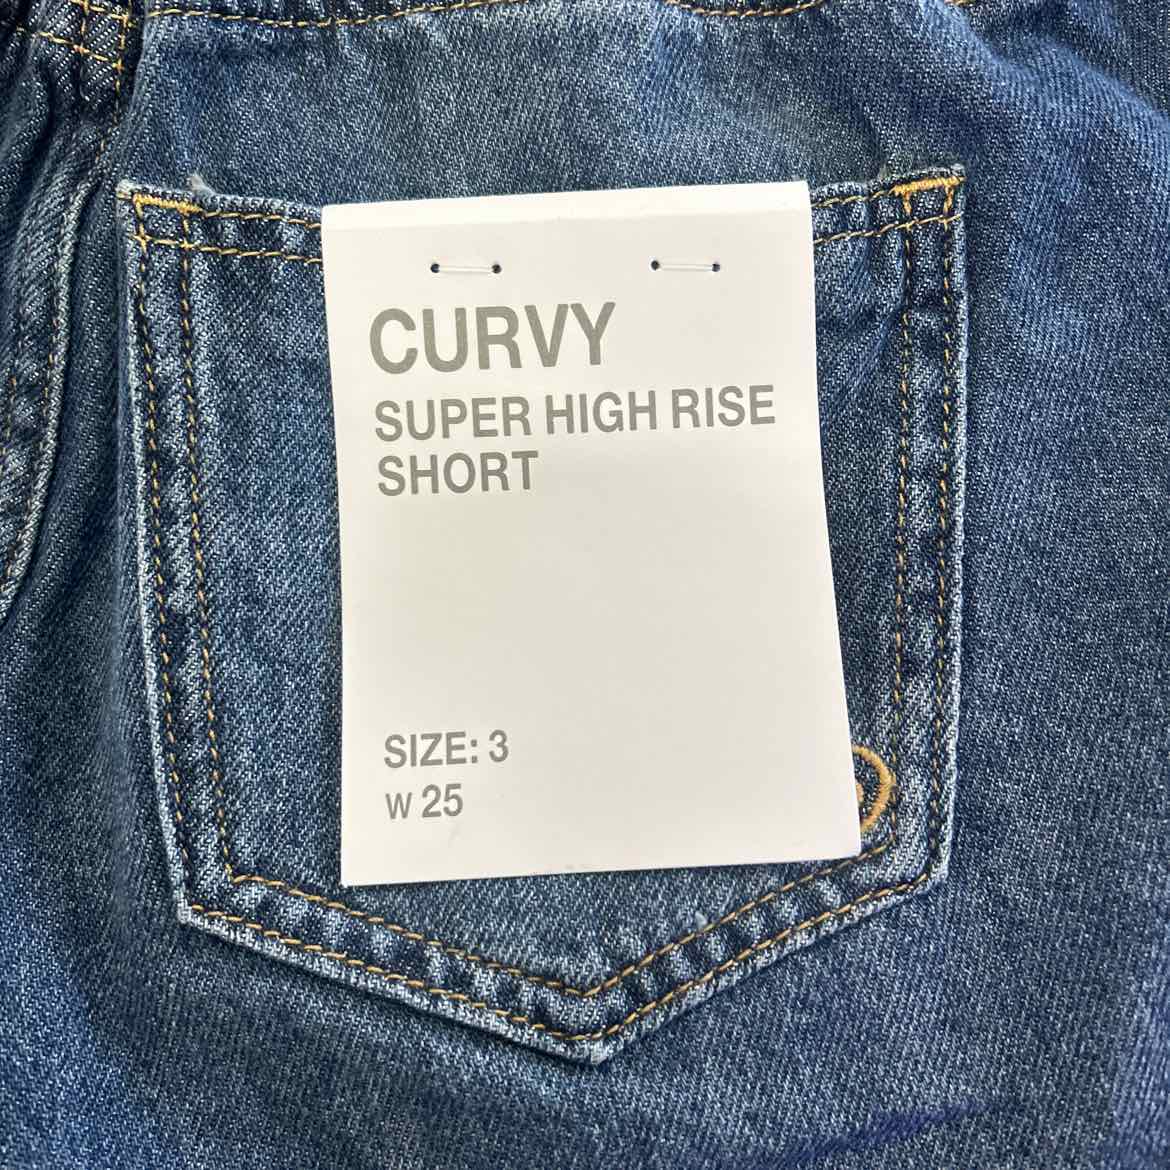 CURVY
SUPER HIGH RISE
SHORT
SIZE: 3
W 25